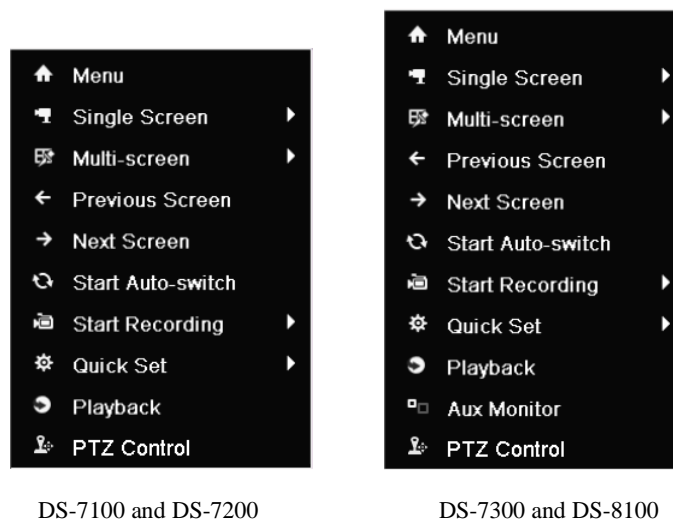 Menu
Single Screen
Multi-screen
Previous Screen
Next Screen
Start Auto-switch
Start Recording
Quick Set
Playback
PTZ Control
DS-7100 and DS-7200
Menu
Single Screen
Multi-screen
Previous Screen
Next Screen
Start Auto-switch
Start Recording
Quick Set
Playback
Aux Monitor
PTZ Control
DS-7300 and DS-8100